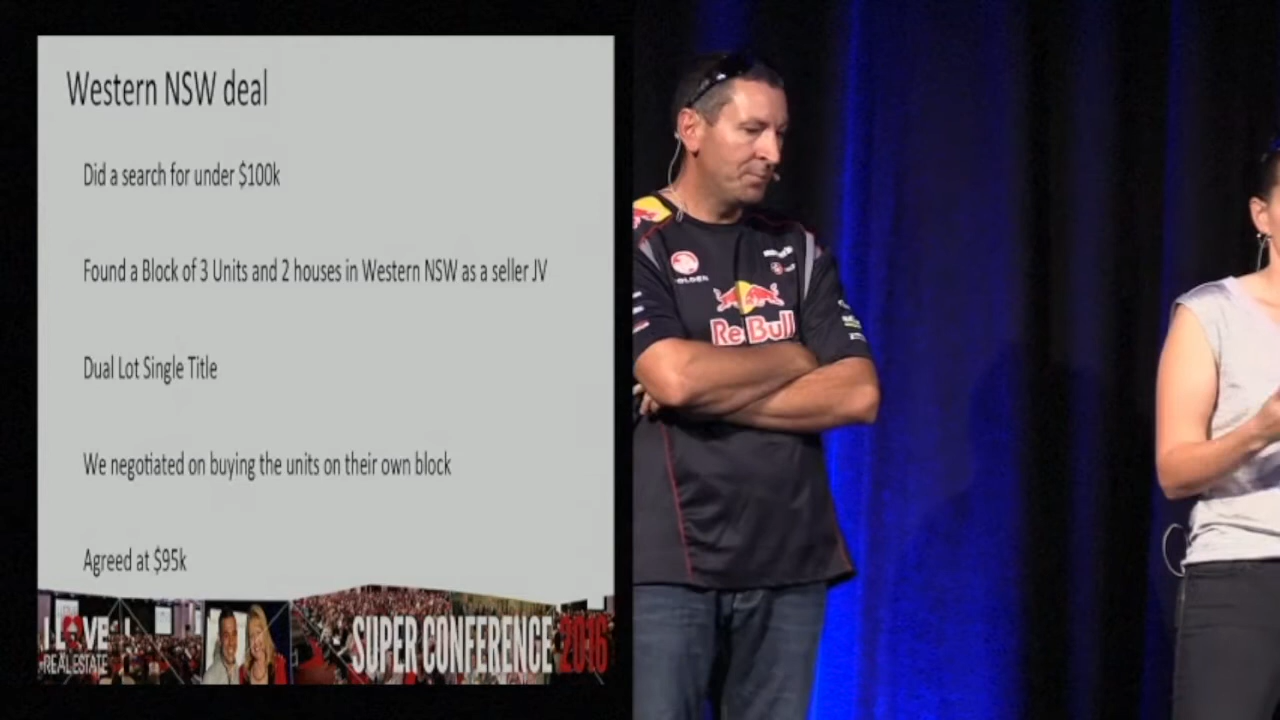 Western NSW deal
Did a search for under $100k
Found a Block of 3 Units and 2 houses in Western NSW as a seller JV
Dual Lot Single Title
We negotiated on buying the units on their own block
Agreed at $95k
I LOVE
REAL ESTATE
SUPER CONFERENCE 2016
HOLDEN
Red Bull